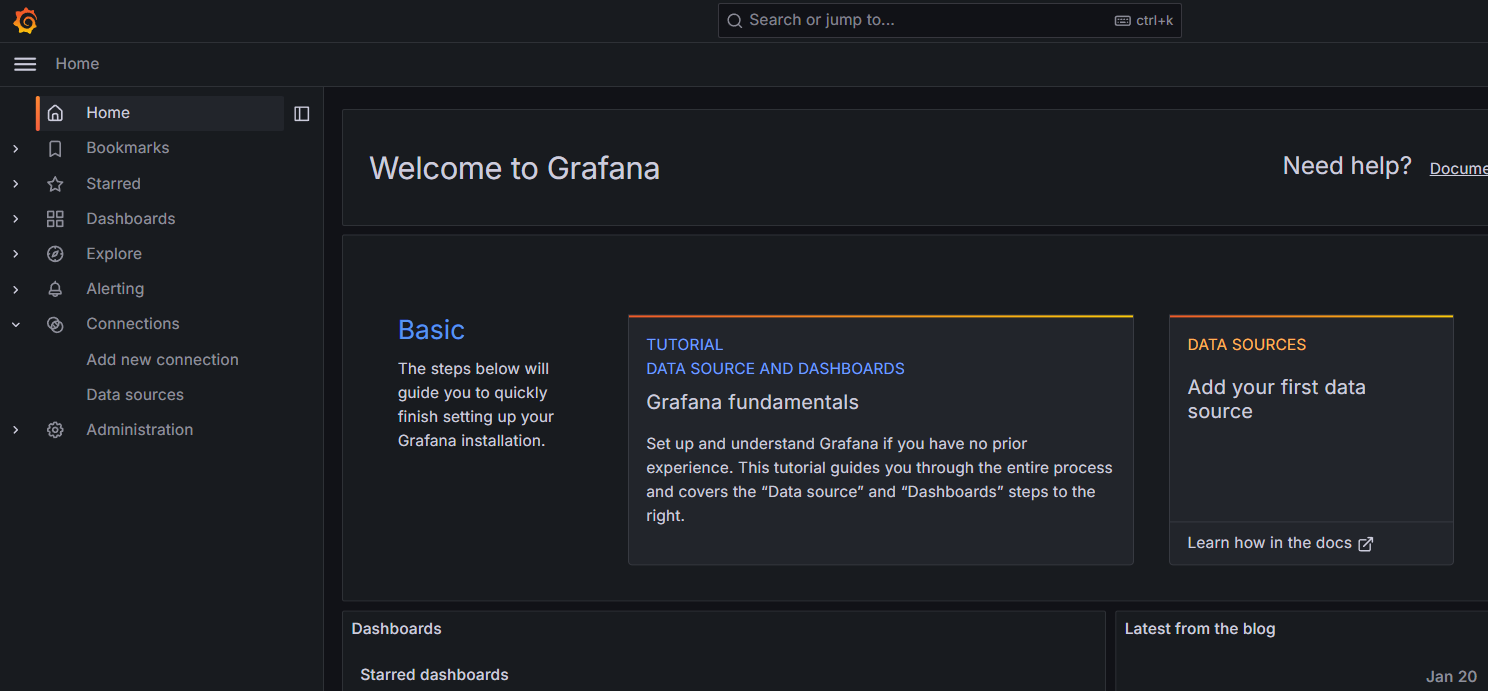 Search or jump to...
ctrl+k
Home
Home
Bookmarks
Starred
Dashboards
Explore
Alerting
Connections
Add new connection
Data sources
Administration
Welcome to Grafana
Need help?
Docume
Basic
The steps below will
guide you to quickly
finish setting up your
Grafana installation.
TUTORIAL
DATA SOURCE AND DASHBOARDS
Grafana fundamentals
Set up and understand Grafana if you have no prior
experience. This tutorial guides you through the entire process
and covers the “Data source” and “Dashboards” steps to the
right.
DATA SOURCES
Add your first data
source
Learn how in the docs
Dashboards
Starred dashboards
Latest from the blog
Jan 20